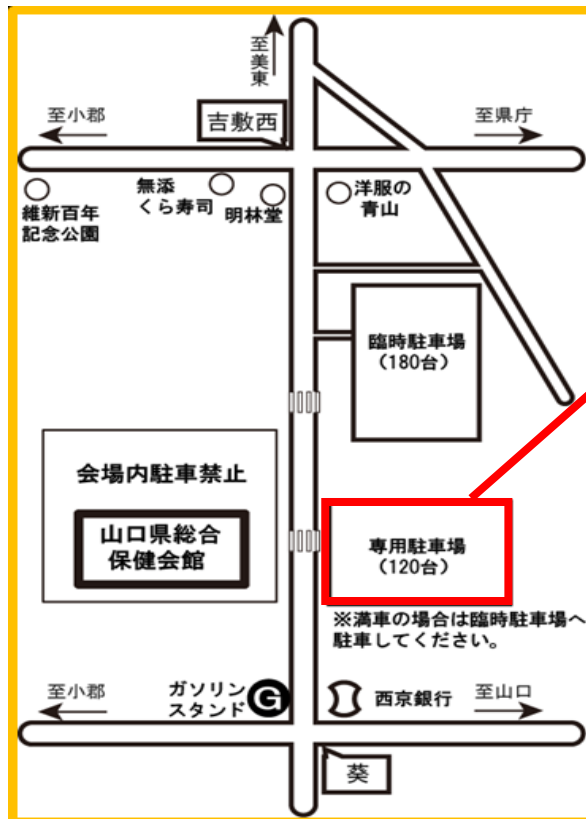 至美東
至小郡
吉敷西
至県庁
維新百年
記念公園
無添
くら寿司
明林堂
洋服の
青山
臨時駐車場
(180台)
会場内駐車禁止
山口県総合
保健会館
専用駐車場
(120台)
※満車の場合は臨時駐車場へ
駐車してください。
至小郡
ガソリン
スタンド
G
西京銀行
至山口
葵